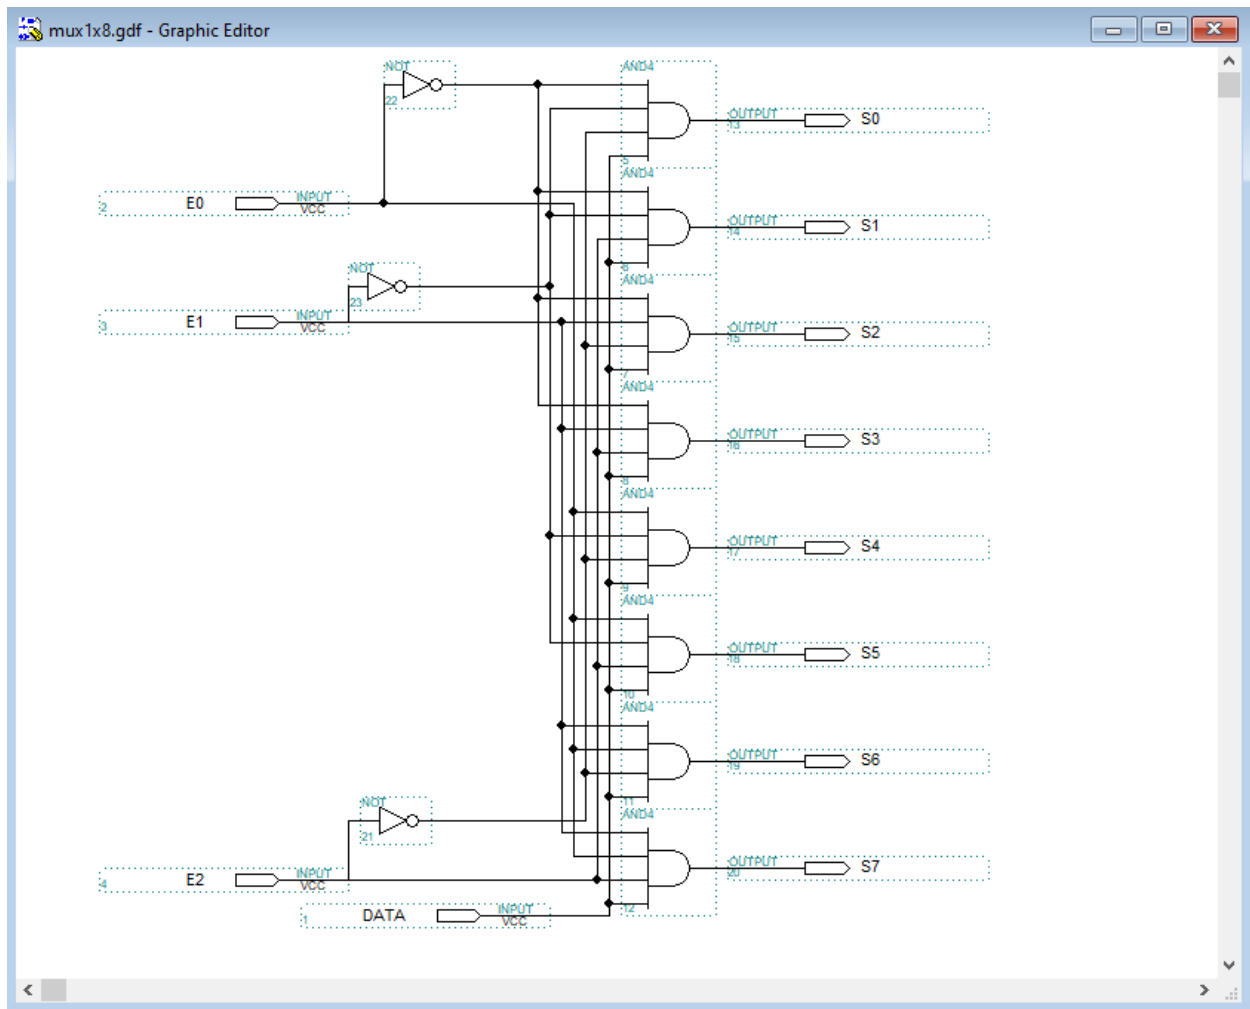 mux1x8.gdf - Graphic Editor
NOT
22
AND4
5
OUTPUT
13
S0
2
E0
INPUT
VCC
AND4
6
OUTPUT
14
S1
NOT
23
3
E1
INPUT
VCC
AND4
7
OUTPUT
15
S2
AND4
8
OUTPUT
16
S3
AND4
9
OUTPUT
17
S4
AND4
10
OUTPUT
18
S5
AND4
11
OUTPUT
19
S6
NOT
21
4
E2
INPUT
VCC
AND4
12
OUTPUT
20
S7
1
DATA
INPUT
VCC